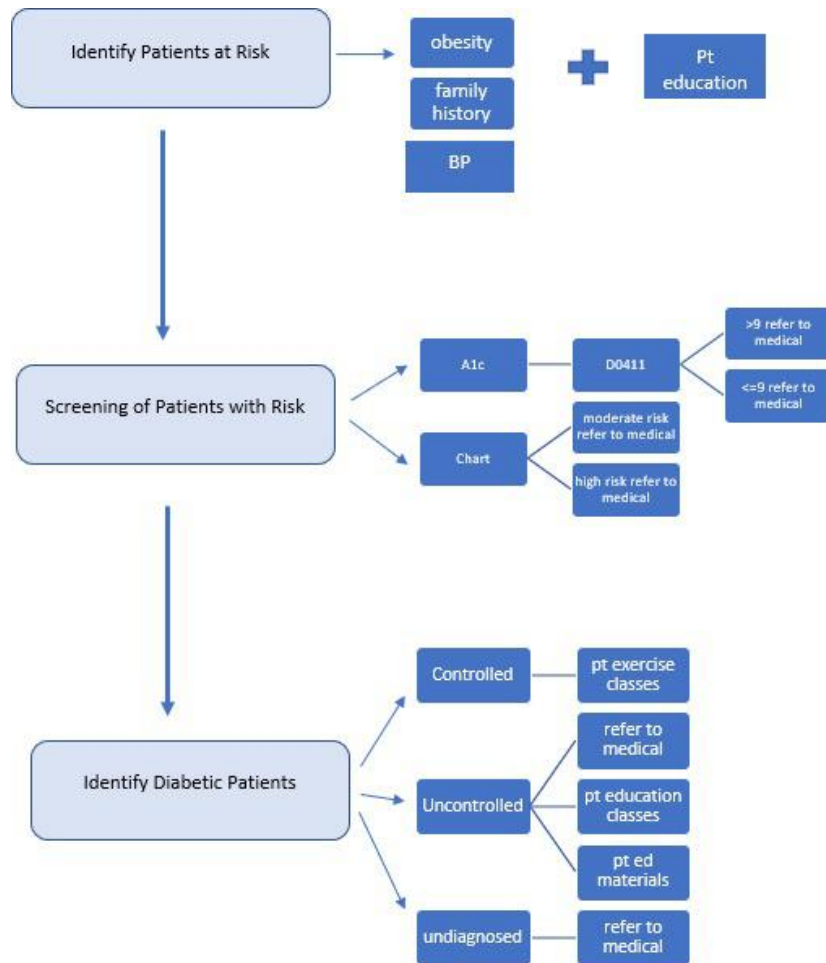 Identify Patients at Risk
obesity
family
history
BP
Pt
education
Screening of Patients with Risk
A1c
D0411
>9 refer to
medical
<=9 refer to
medical
Chart
moderate risk
refer to medical
high risk refer to
medical
Identify Diabetic Patients
Controlled
pt exercise
classes
Uncontrolled
refer to
medical
pt education
classes
pt ed
materials
undiagnosed
refer to
medical